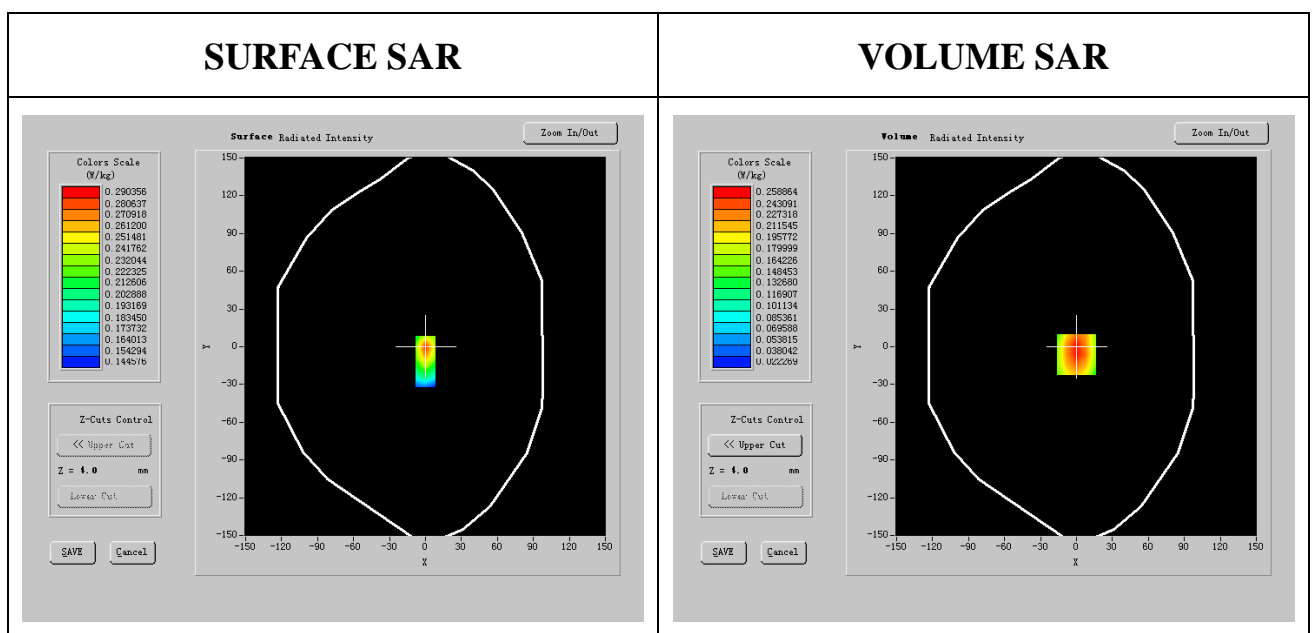 SURFACE SAR
VOLUME SAR
Surface Radiated Intensity
Zoom In/Out
Colors Scale
(W/kg)
0.290356
0.280637
0.270918
0.261200
0.251481
0.241762
0.232044
0.222325
0.212606
0.202888
0.193169
0.183450
0.173732
0.164013
0.154294
0.144576
Z-Cuts Control
<< Upper Cut
Z = 4.0 mm
Lower Cut
SAVE Cancel
150
120
90
60
30
0
-30
-60
-90
-120
-150
Y
-150 -120 -90 -60 -30 0 30 60 90 120 150
X
Volume Radiated Intensity
Zoom In/Out
Colors Scale
(W/kg)
0.258864
0.243091
0.227318
0.211545
0.195772
0.179999
0.164226
0.148453
0.132680
0.116907
0.101134
0.085361
0.069588
0.053815
0.038042
0.022269
Z-Cuts Control
<< Upper Cut
Z = 4.0 mm
Lower Cut
SAVE Cancel
150
120
90
60
30
0
-30
-60
-90
-120
-150
Y
-150 -120 -90 -60 -30 0 30 60 90 120 150
X